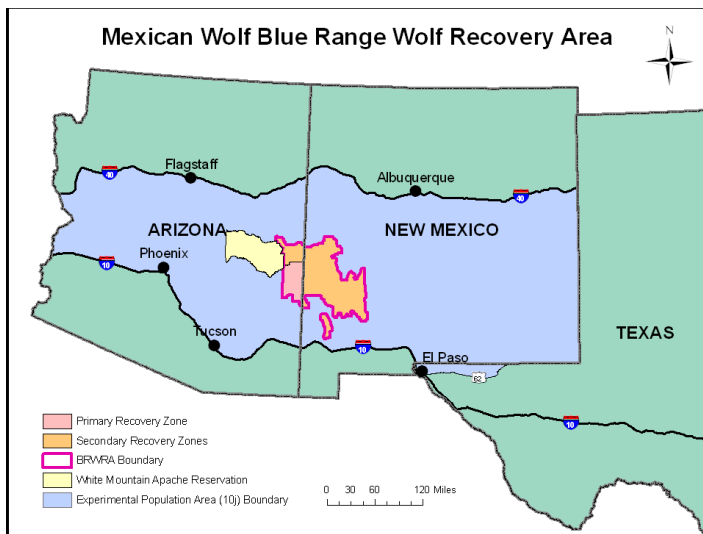 Mexican Wolf Blue Range Wolf Recovery Area
N
Flagstaff
40
Albuquerque
40
ARIZONA
NEW MEXICO
Phoenix
10
Tucson
10
TEXAS
El Paso
62
10
Primary Recovery Zone
Secondary Recovery Zones
BRWRA Boundary
White Mountain Apache Reservation
Experimental Population Area (10j) Boundary
0 30 60 120 Miles